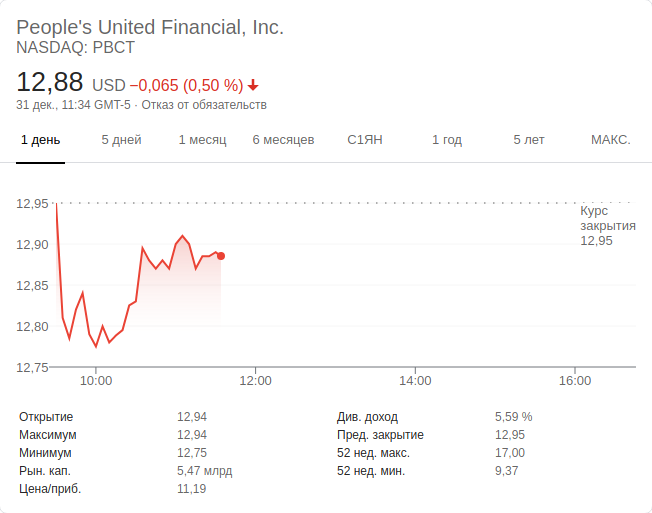 People's United Financial, Inc.
NASDAQ: PBCT
12,88 USD −0,065 (0,50 %)
31 дек., 11:34 GMT-5 · Отказ от обязательств
1 день 5 дней 1 месяц 6 месяцев С1ЯН 1 год 5 лет МАКС.
12,95
Курс
закрытия
12,95
12,90
12,85
12,80
12,75
10:00 12:00 14:00 16:00
Открытие 12,94 Див. доход 5,59 %
Максимум 12,94 Пред. закрытие 12,95
Минимум 12,75 52 нед. макс. 17,00
Рын. кап. 5,47 млрд 52 нед. мин. 9,37
Цена/приб. 11,19